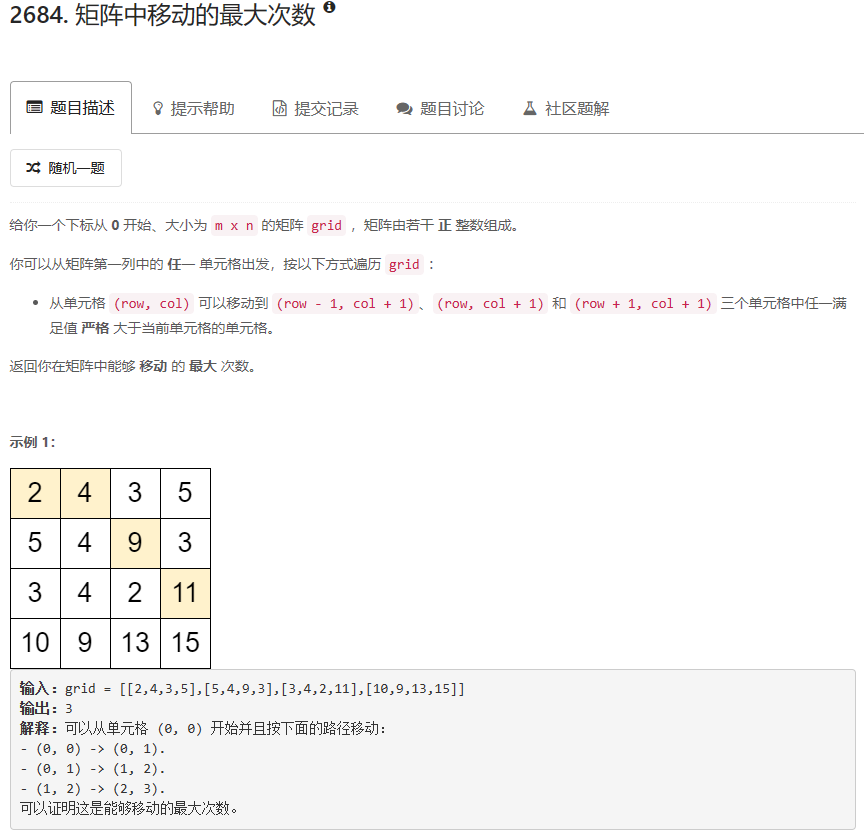 2684. 矩阵中移动的最大次数
题目描述 提示帮助 提交记录 题目讨论 社区题解
随机一题
给你一个下标从 0 开始、大小为 m x n 的矩阵 grid ，矩阵由若干 正 整数组成。
你可以从矩阵第一列中的 任一 单元格出发，按以下方式遍历 grid ：
• 从单元格 (row, col) 可以移动到 (row - 1, col + 1) 、 (row, col + 1) 和 (row + 1, col + 1) 三个单元格中任一满
足值 严格 大于当前单元格的单元格。
返回你在矩阵中能够 移动 的 最大 次数。
示例 1：
2 4 3 5
5 4 9 3
3 4 2 11
10 9 13 15
输入：grid = [[2,4,3,5],[5,4,9,3],[3,4,2,11],[10,9,13,15]]
输出：3
解释：可以从单元格 (0, 0) 开始并且按下面的路径移动：
- (0, 0) -> (0, 1).
- (0, 1) -> (1, 2).
- (1, 2) -> (2, 3).
可以证明这是能够移动的最大次数。